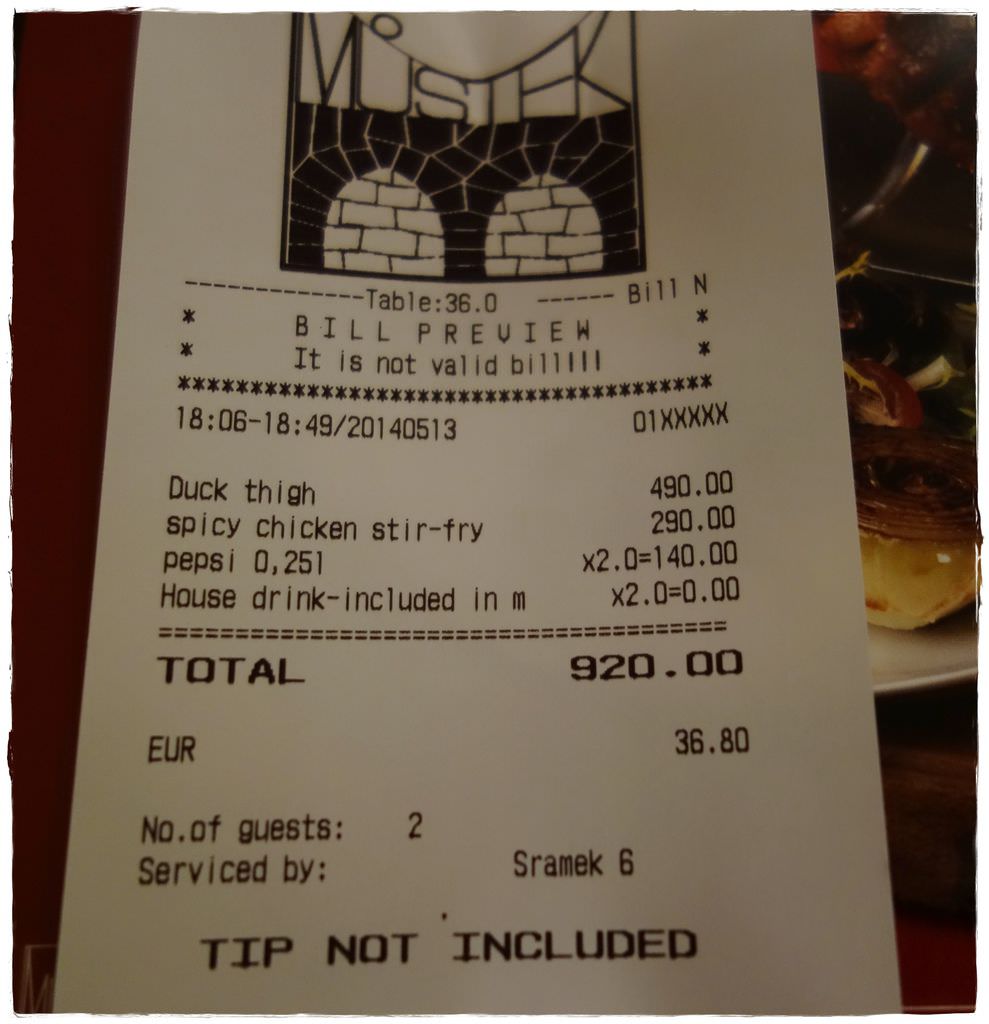 MŮSTEK
--------------Table:36.0 ------ Bill N
* BILL PREVIEW *
* It is not valid bill!!! *
*************************************
18:06-18:49/20140513 01XXXXX
Duck thigh 490.00
spicy chicken stir-fry 290.00
pepsi 0,25l x2.0=140.00
House drink-included in m x2.0=0.00
=====================================
TOTAL 920.00
EUR 36.80
No.of guests: 2
Serviced by: Sramek 6
TIP NOT INCLUDED
M